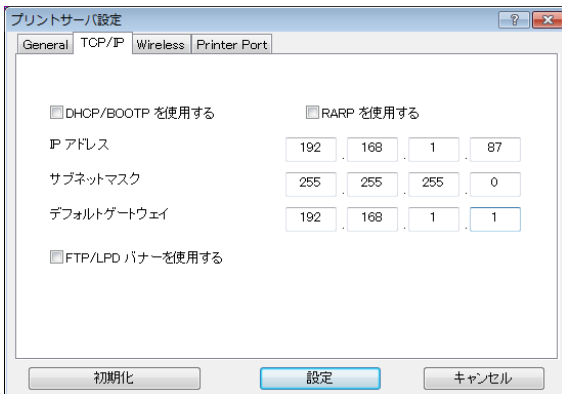 プリントサーバ設定
General TCP/IP Wireless Printer Port
DHCP/BOOTP を使用する RARP を使用する
IP アドレス 192 . 168 . 1 . 87
サブネットマスク 255 . 255 . 255 . 0
デフォルトゲートウェイ 192 . 168 . 1 . 1
FTP/LPD バナーを使用する
初期化 設定 キャンセル